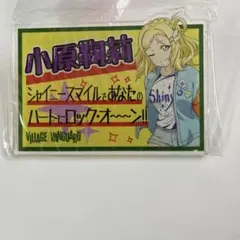 小原鞠莉
シャイニースマイルであなたの
ハートにロック・オ〜〜ン!!
VILLAGE VANGUARD
Shiny